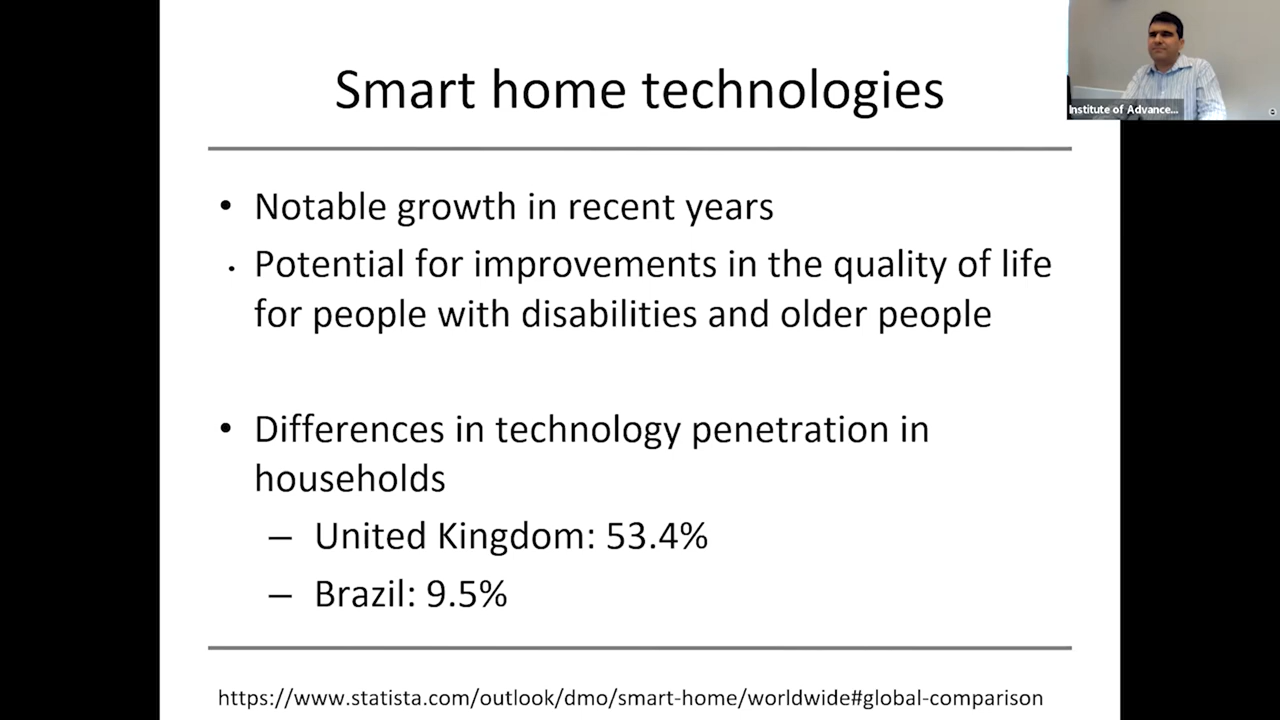 Smart home technologies
Institute of Advance...
• Notable growth in recent years
• Potential for improvements in the quality of life
for people with disabilities and older people
• Differences in technology penetration in
households
– United Kingdom: 53.4%
– Brazil: 9.5%
https://www.statista.com/outlook/dmo/smart-home/worldwide#global-comparison